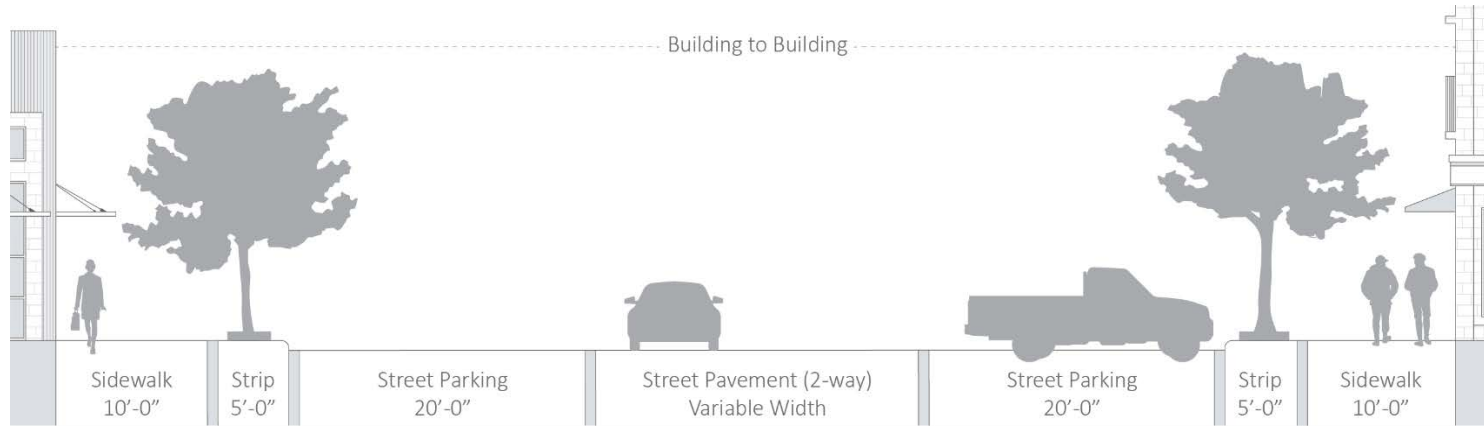 Building to Building
Sidewalk
10’-0”
Strip
5’-0”
Street Parking
20’-0”
Street Pavement (2-way)
Variable Width
Street Parking
20’-0”
Strip
5’-0”
Sidewalk
10’-0”